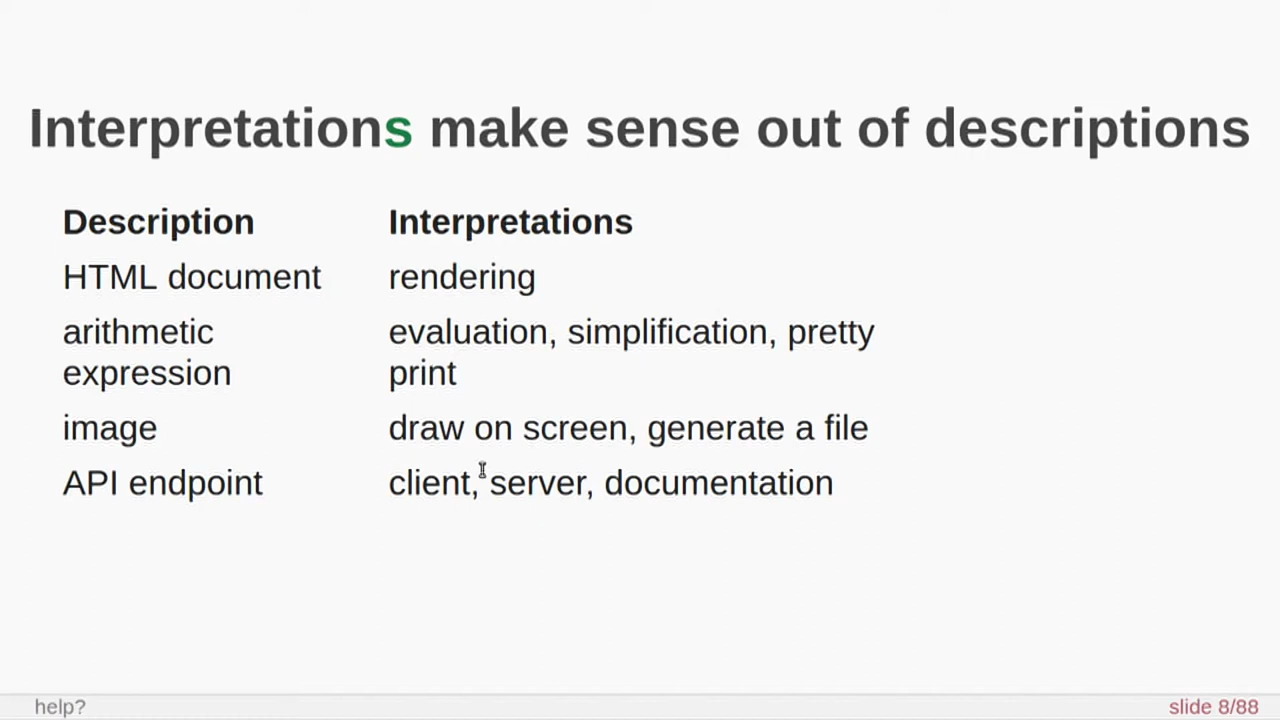 Interpretations make sense out of descriptions
Description Interpretations
HTML document rendering
arithmetic evaluation, simplification, pretty
expression print
image draw on screen, generate a file
API endpoint client, server, documentation
help? slide 8/88